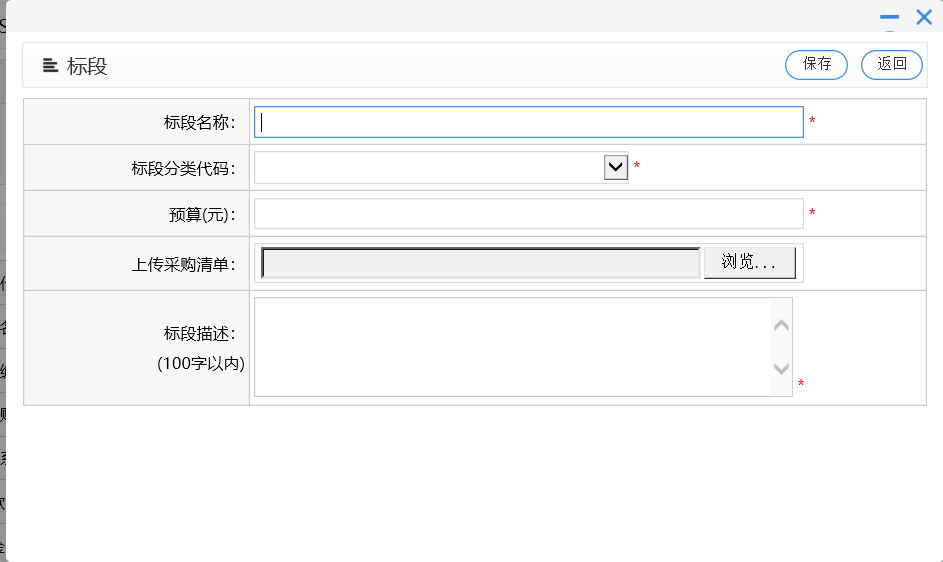 标段
保存
返回
标段名称：
*
标段分类代码：
*
预算(元)：
*
上传采购清单：
浏览...
标段描述：
(100字以内)
*